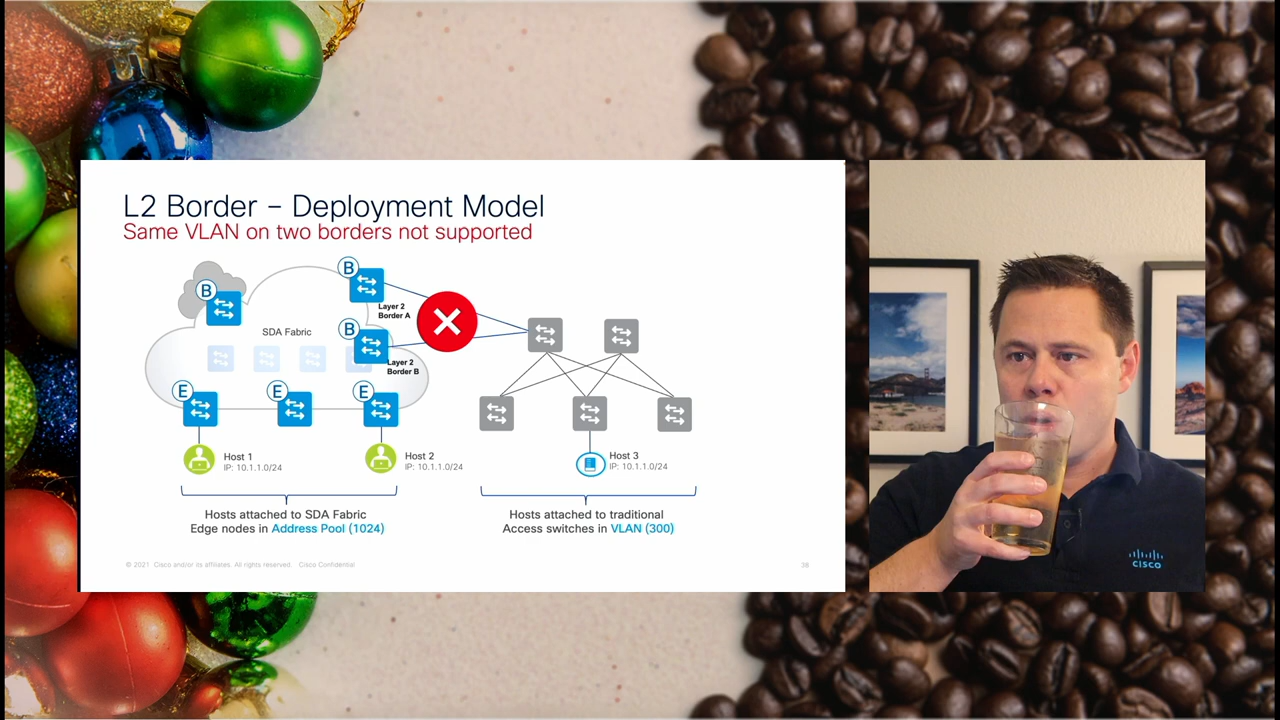 L2 Border – Deployment Model
Same VLAN on two borders not supported
B
B
Layer 2
Border A
SDA Fabric
B
Layer 2
Border B
E
E
E
Host 1
IP: 10.1.1.0/24
Host 2
IP: 10.1.1.0/24
Host 3
IP: 10.1.1.0/24
Hosts attached to SDA Fabric
Edge nodes in Address Pool (1024)
Hosts attached to traditional
Access switches in VLAN (300)
© 2021 Cisco and/or its affiliates. All rights reserved. Cisco Confidential
38
CISCO